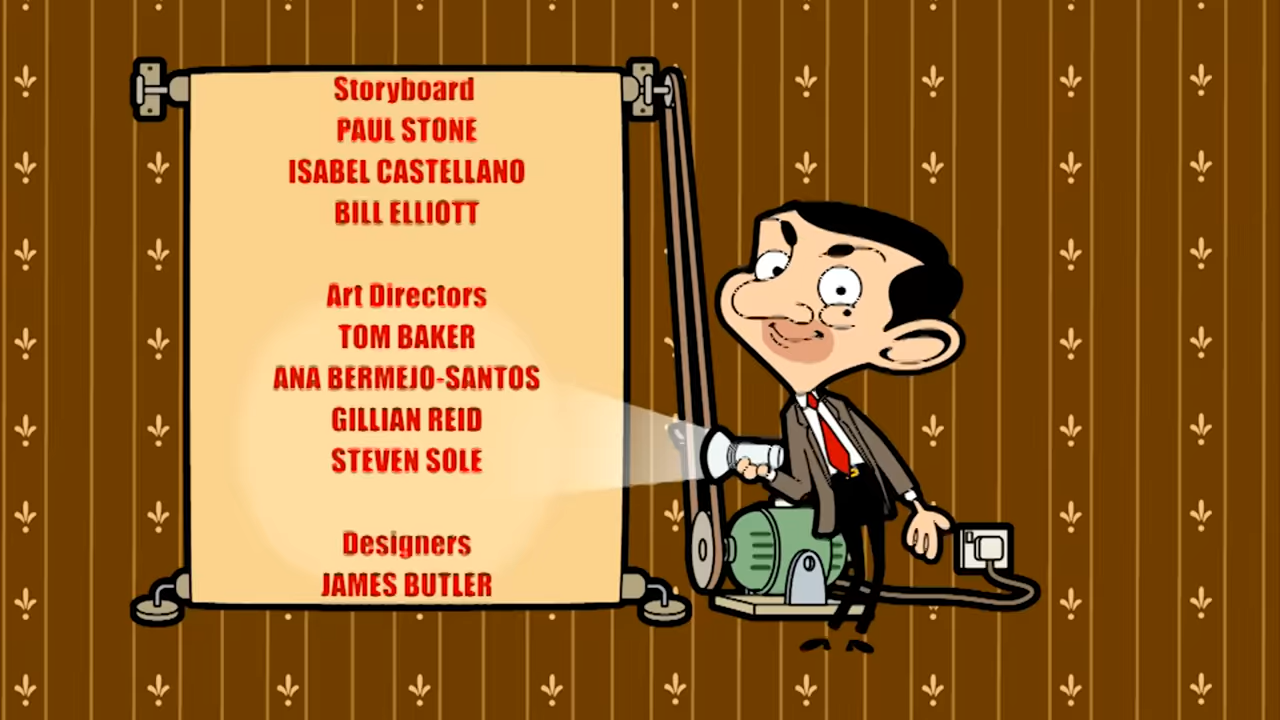 Storyboard
PAUL STONE
ISABEL CASTELLANO
BILL ELLIOTT
Art Directors
TOM BAKER
ANA BERMEJO-SANTOS
GILLIAN REID
STEVEN SOLE
Designers
JAMES BUTLER